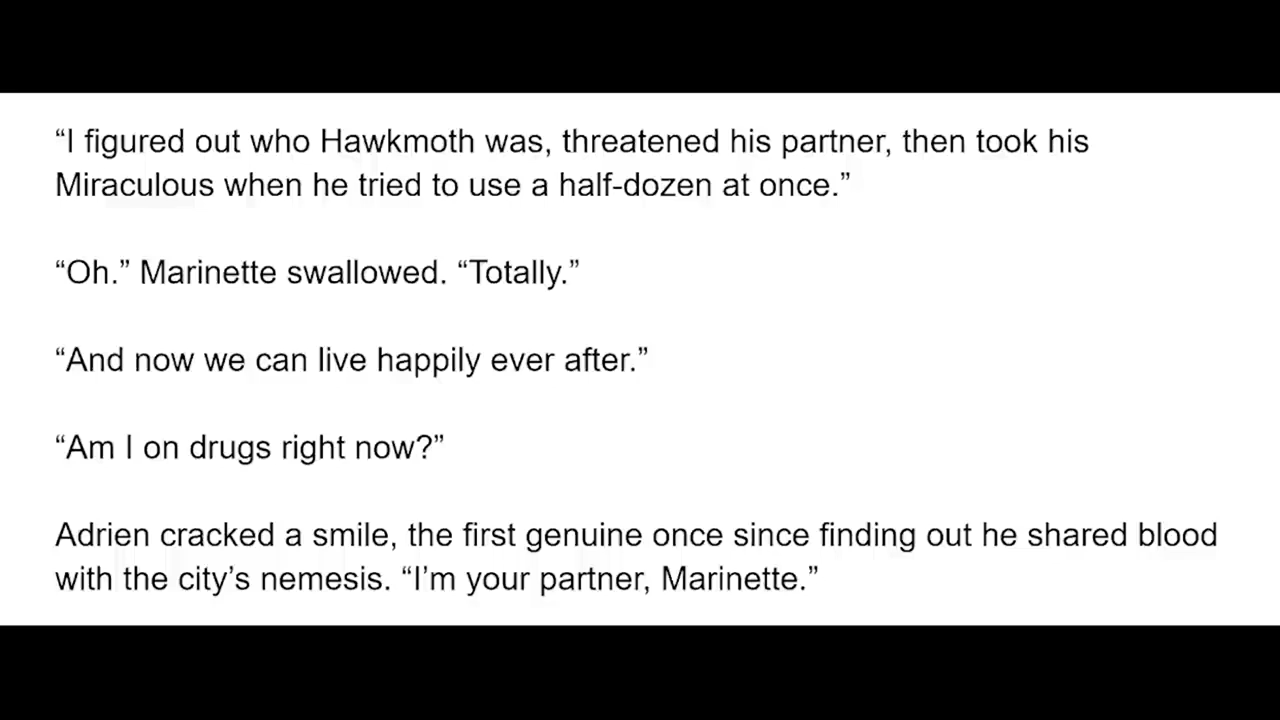 “I figured out who Hawkmoth was, threatened his partner, then took his
Miraculous when he tried to use a half-dozen at once.”
“Oh.” Marinette swallowed. “Totally.”
“And now we can live happily ever after.”
“Am I on drugs right now?”
Adrien cracked a smile, the first genuine once since finding out he shared blood
with the city’s nemesis. “I’m your partner, Marinette.”